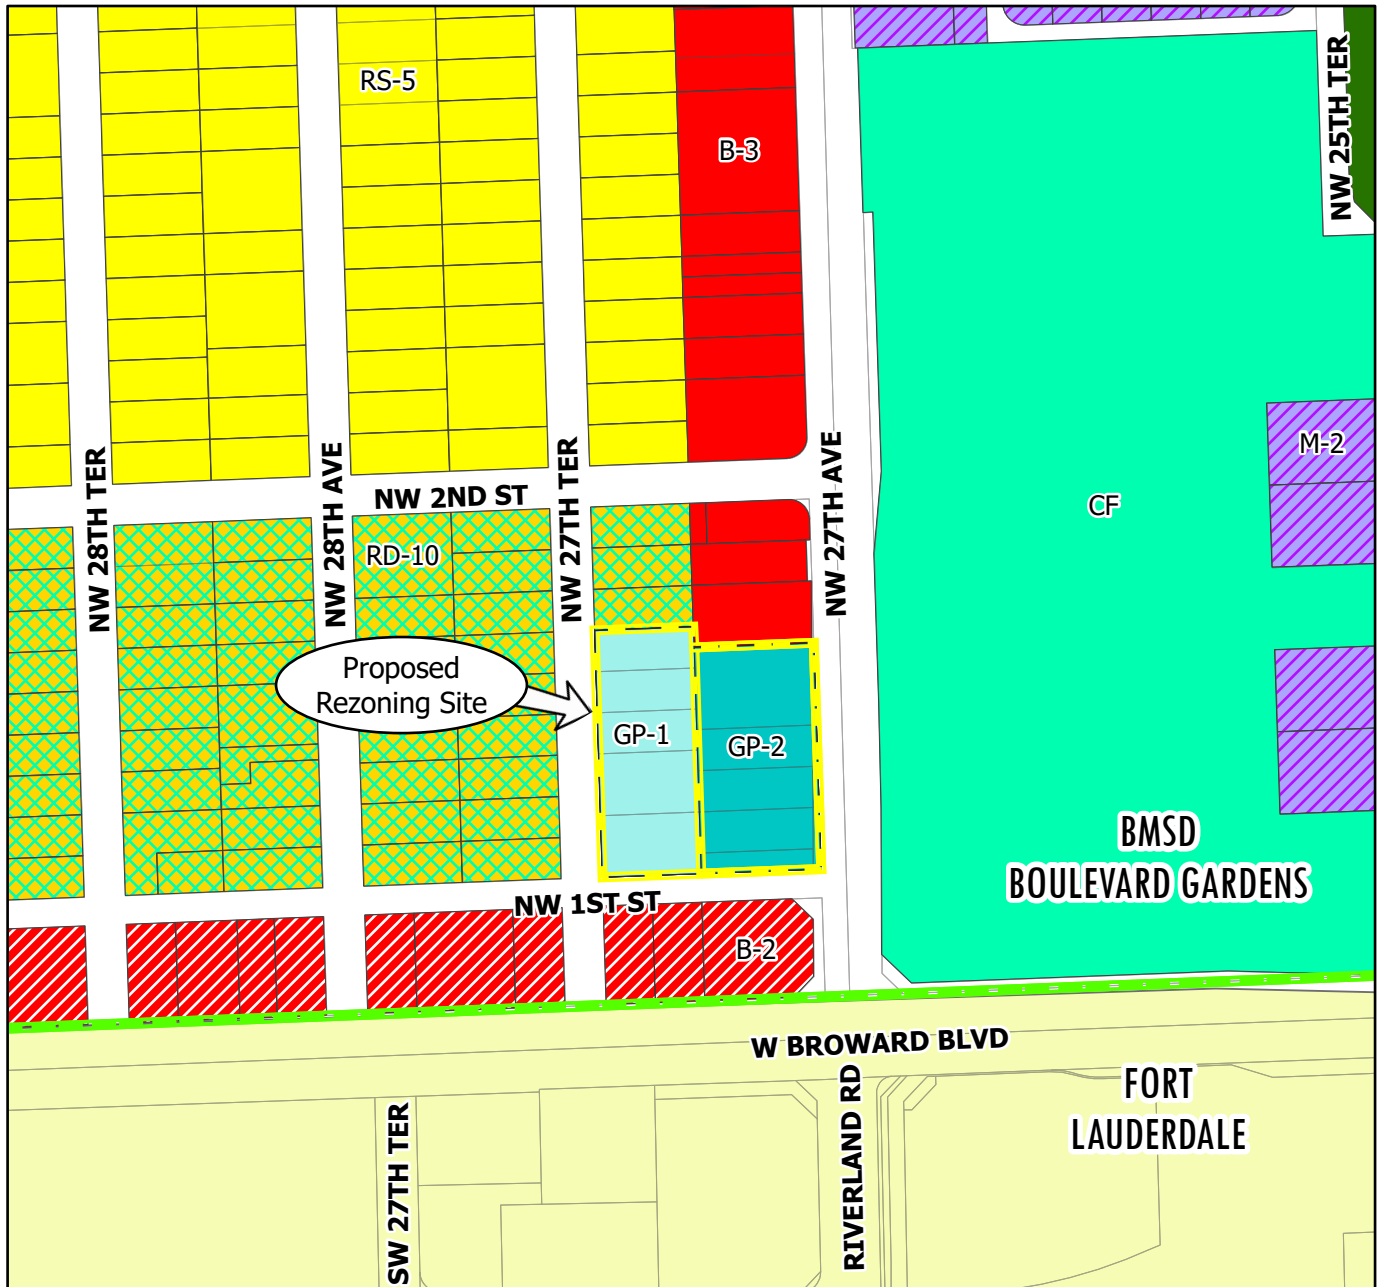 RS-5
B-3
NW 25TH TER
M-2
CF
NW 28TH TER
NW 28TH AVE
NW 2ND ST
NW 27TH TER
NW 27TH AVE
RD-10
Proposed
Rezoning Site
GP-1
GP-2
BMSD
BOULEVARD GARDENS
NW 1ST ST
B-2
W BROWARD BLVD
FORT
LAUDERDALE
SW 27TH TER
RIVERLAND RD